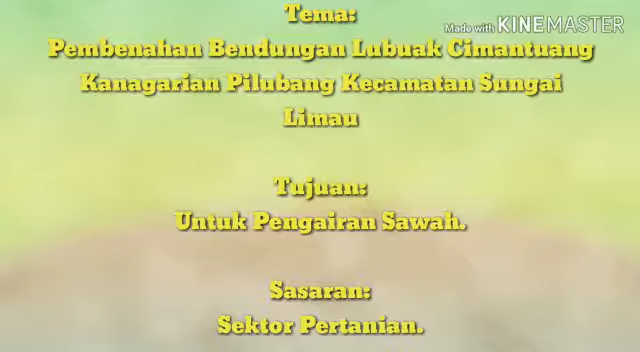 Made with KINEMASTER
Tema:
Pembenahan Bendungan Lubuak Cimantuang
Kanagarian Pilubang Kecamatan Sungai
Limau
Tujuan:
Untuk Pengairan Sawah.
Sasaran:
Sektor Pertanian.